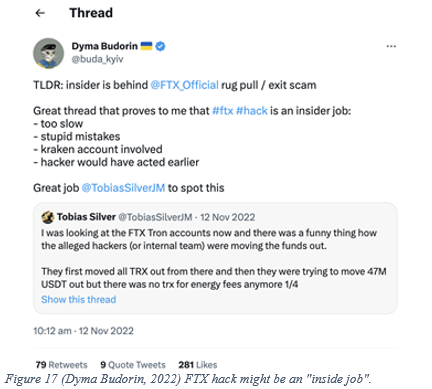 Thread
Dyma Budorin 🇺🇦
@buda_kyiv
TLDR: insider is behind @FTX_Official rug pull / exit scam
Great thread that proves to me that #ftx #hack is an insider job:
- too slow
- stupid mistakes
- kraken account involved
- hacker would have acted earlier
Great job @TobiasSilverJM to spot this
Tobias Silver @TobiasSilverJM · 12 Nov 2022
I was looking at the FTX Tron accounts now and there was a funny thing how
the alleged hackers (or internal team) were moving the funds out.
They first moved all TRX out from there and then they were trying to move 47M
USDT out but there was no trx for energy fees anymore 1/4
Show this thread
10:12 am · 12 Nov 2022
79 Retweets 9 Quote Tweets 281 Likes
Figure 17 (Dyma Budorin, 2022) FTX hack might be an "inside job".